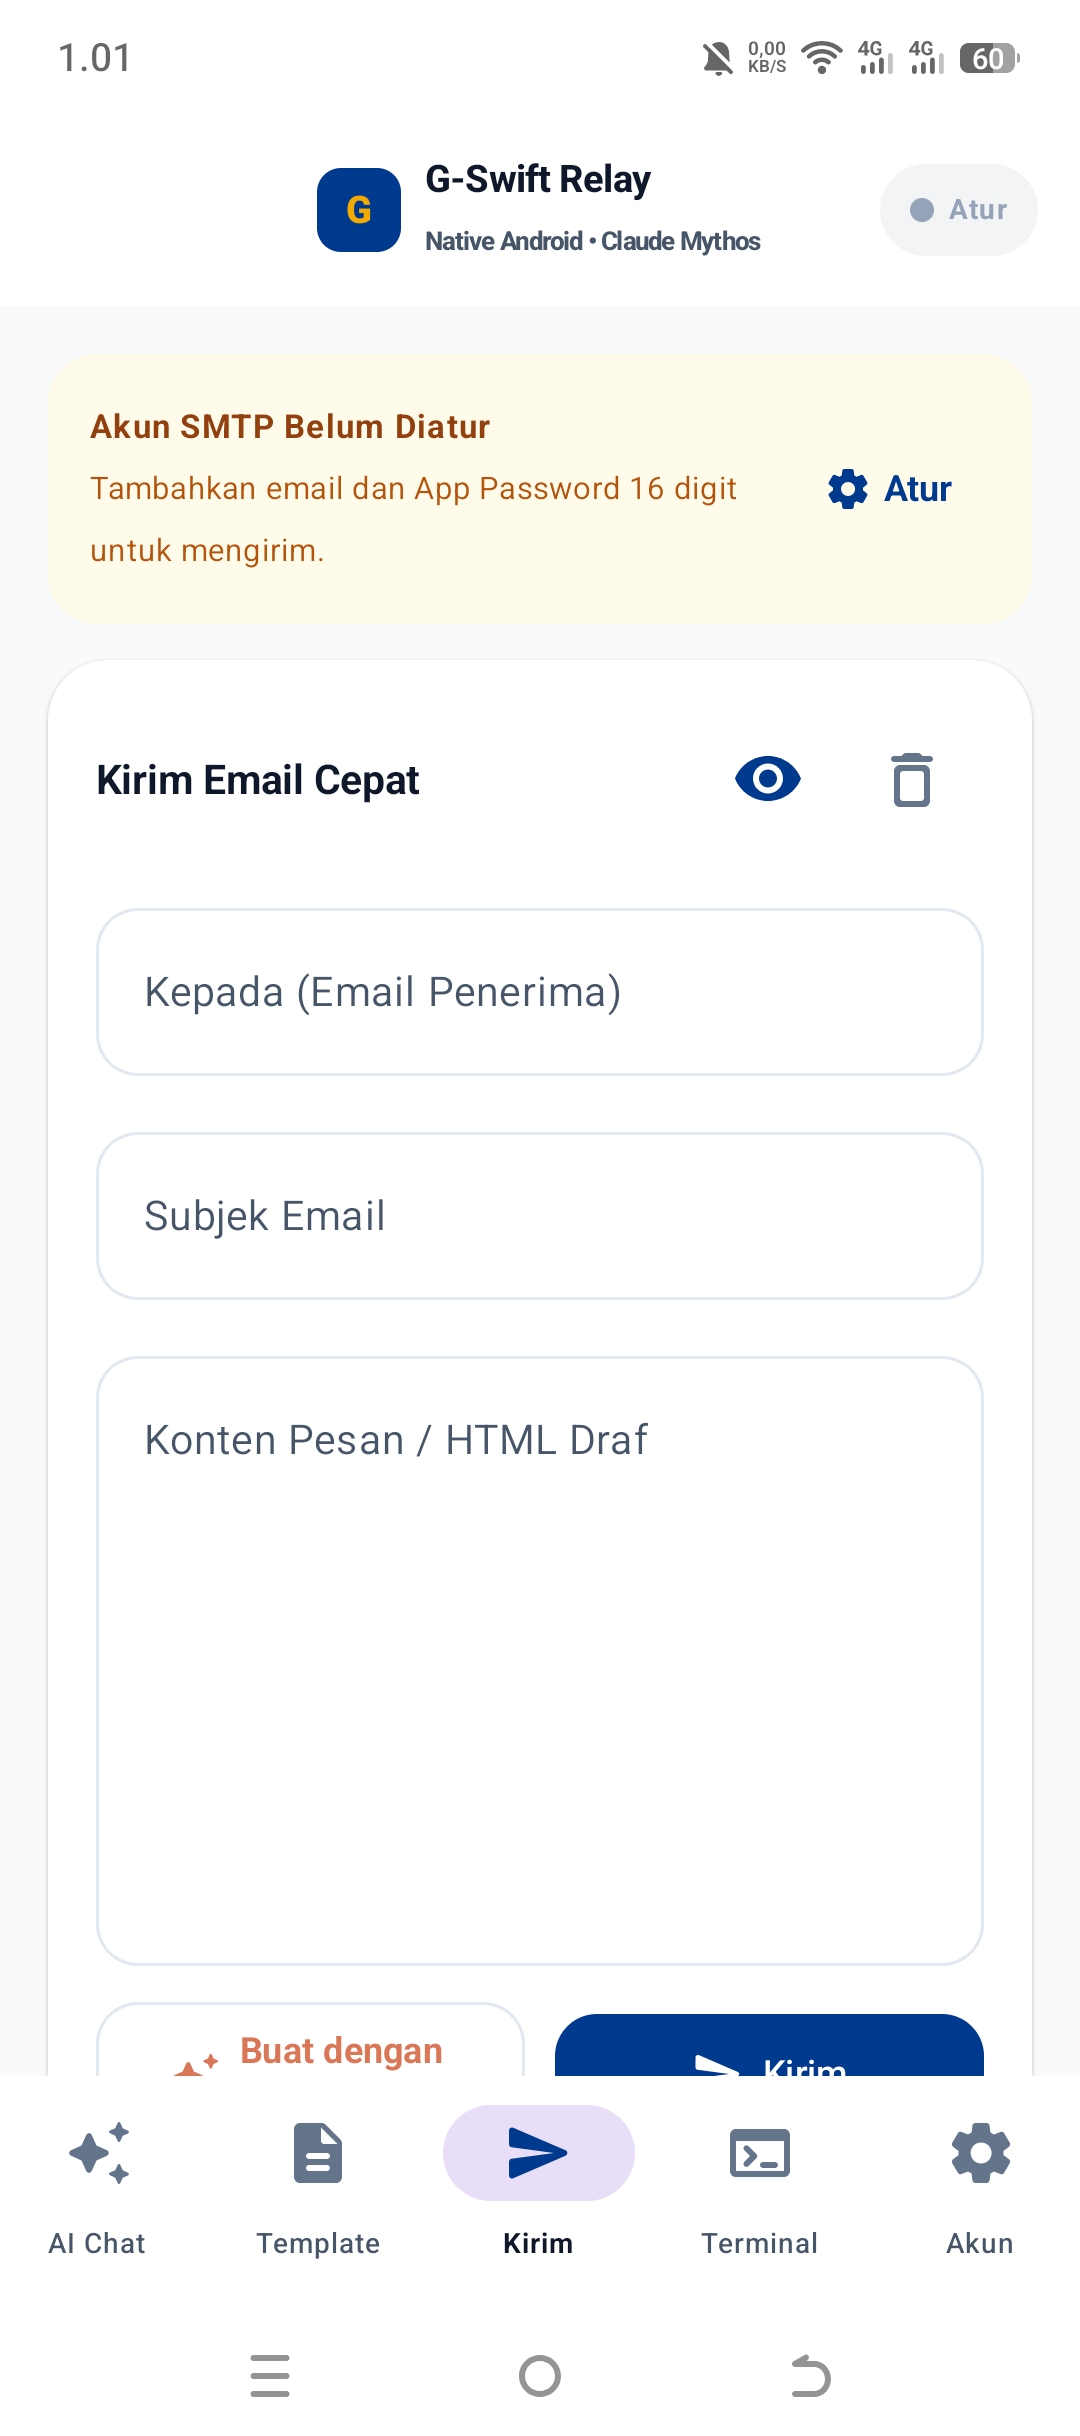 1.01
0,00
KB/S
4G
4G
60
G
G-Swift Relay
Native Android • Claude Mythos
Atur
Akun SMTP Belum Diatur
Tambahkan email dan App Password 16 digit
untuk mengirim.
Atur
Kirim Email Cepat
Kepada (Email Penerima)
Subjek Email
Konten Pesan / HTML Draf
Buat dengan
Kirim
AI Chat
Template
Kirim
Terminal
Akun